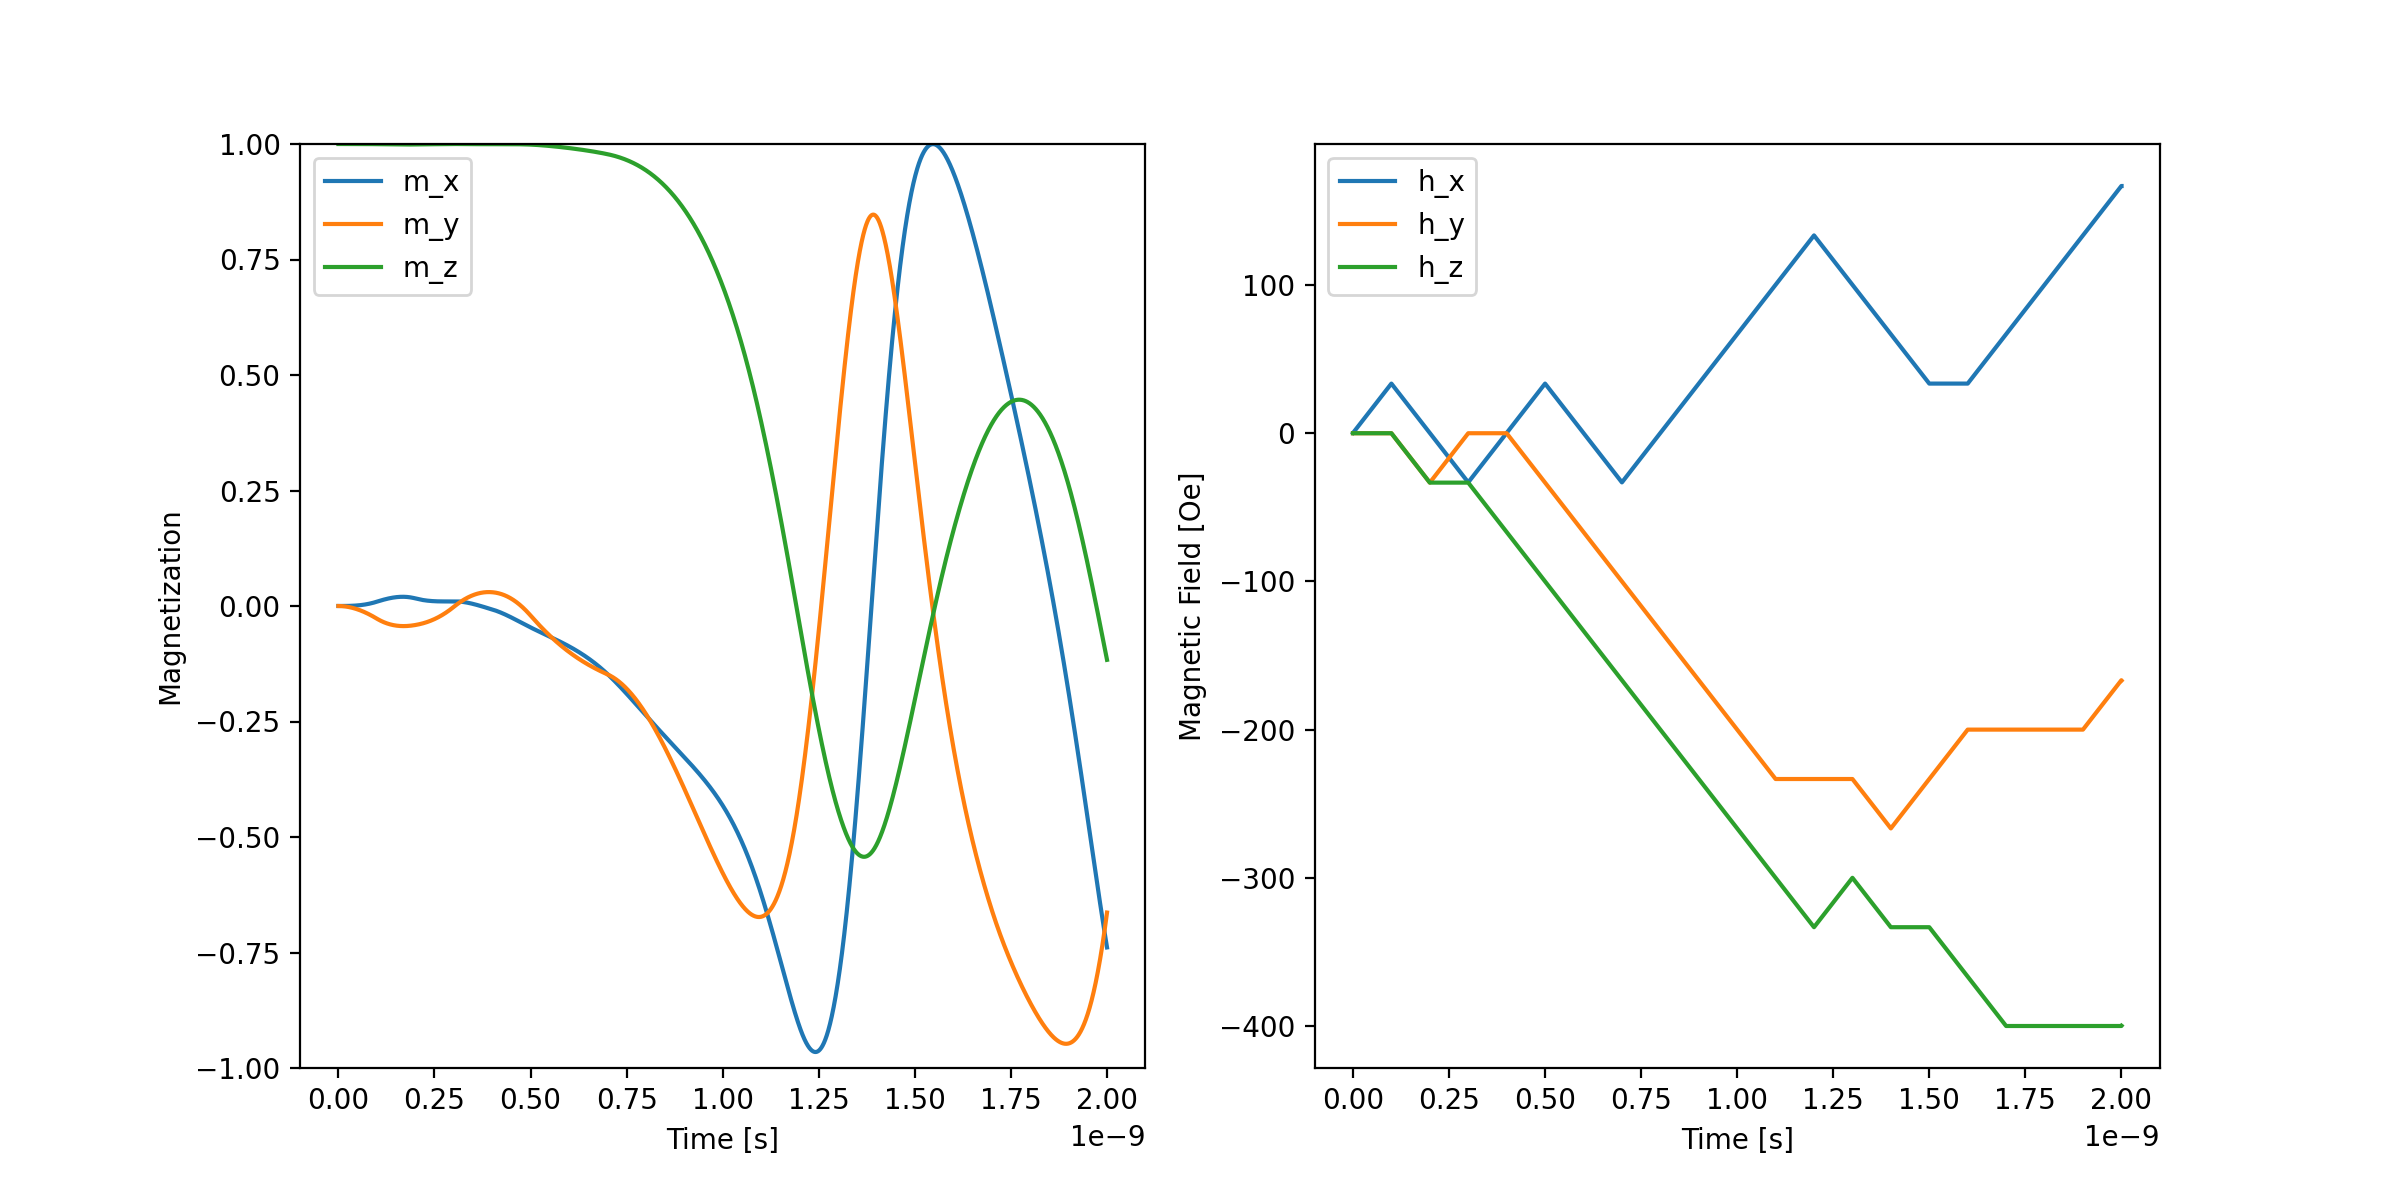 Magnetization
1.00
0.75
0.50
0.25
0.00
−0.25
−0.50
−0.75
−1.00
m_x
m_y
m_z
0.00 0.25 0.50 0.75 1.00 1.25 1.50 1.75 2.00
Time [s]
1e−9
Magnetic Field [Oe]
100
0
−100
−200
−300
−400
h_x
h_y
h_z
0.00 0.25 0.50 0.75 1.00 1.25 1.50 1.75 2.00
Time [s]
1e−9